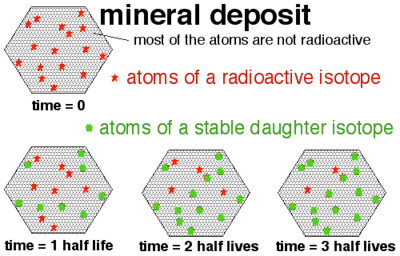 mineral deposit
most of the atoms are not radioactive
atoms of a radioactive isotope
time = 0
atoms of a stable daughter isotope
time = 1 half life
time = 2 half lives
time = 3 half lives